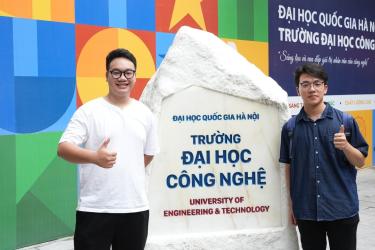 ĐẠI HỌC QUỐC GIA HÀ
TRƯỜNG ĐẠI HỌC CÔNG
ĐẠI HỌC QUỐC GIA HÀ NỘI
TRƯỜNG
ĐẠI HỌC
CÔNG NGHỆ
UNIVERSITY OF
ENGINEERING & TECHNOLOGY